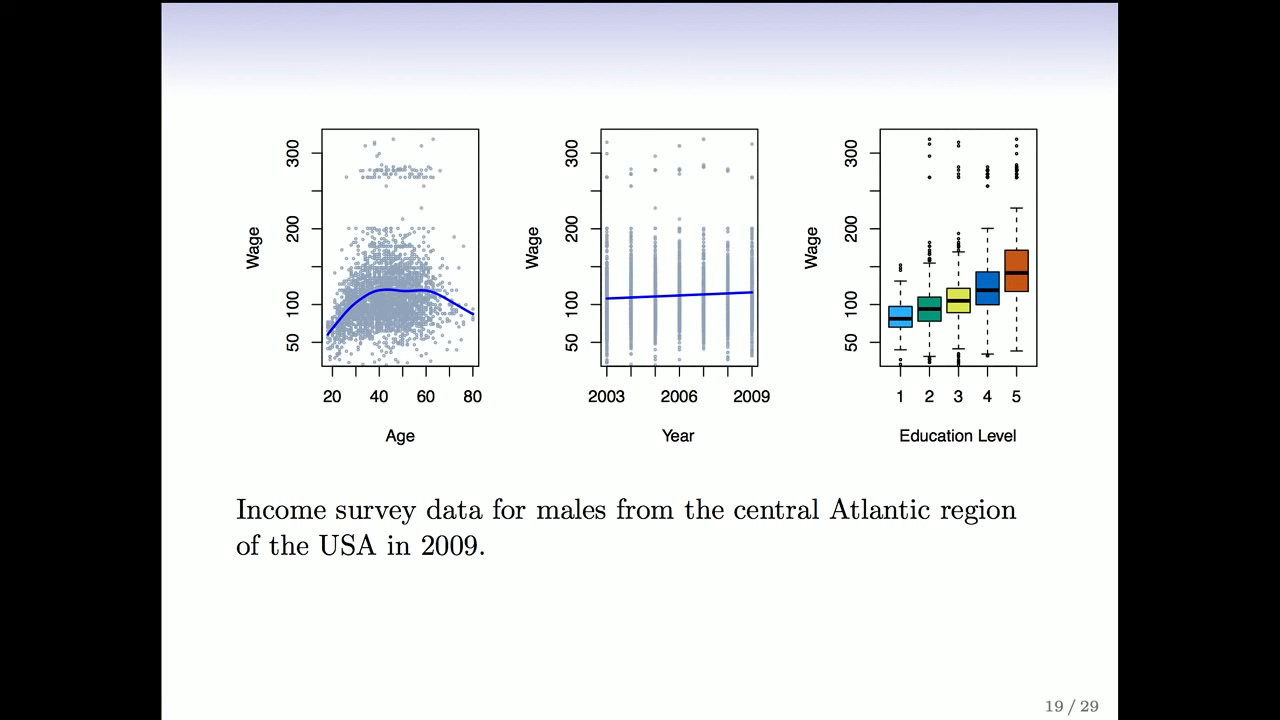 300
200
100
50
Wage
20 40 60 80
Age
300
200
100
50
Wage
2003 2006 2009
Year
300
200
100
50
Wage
1 2 3 4 5
Education Level
Income survey data for males from the central Atlantic region
of the USA in 2009.
19 / 29